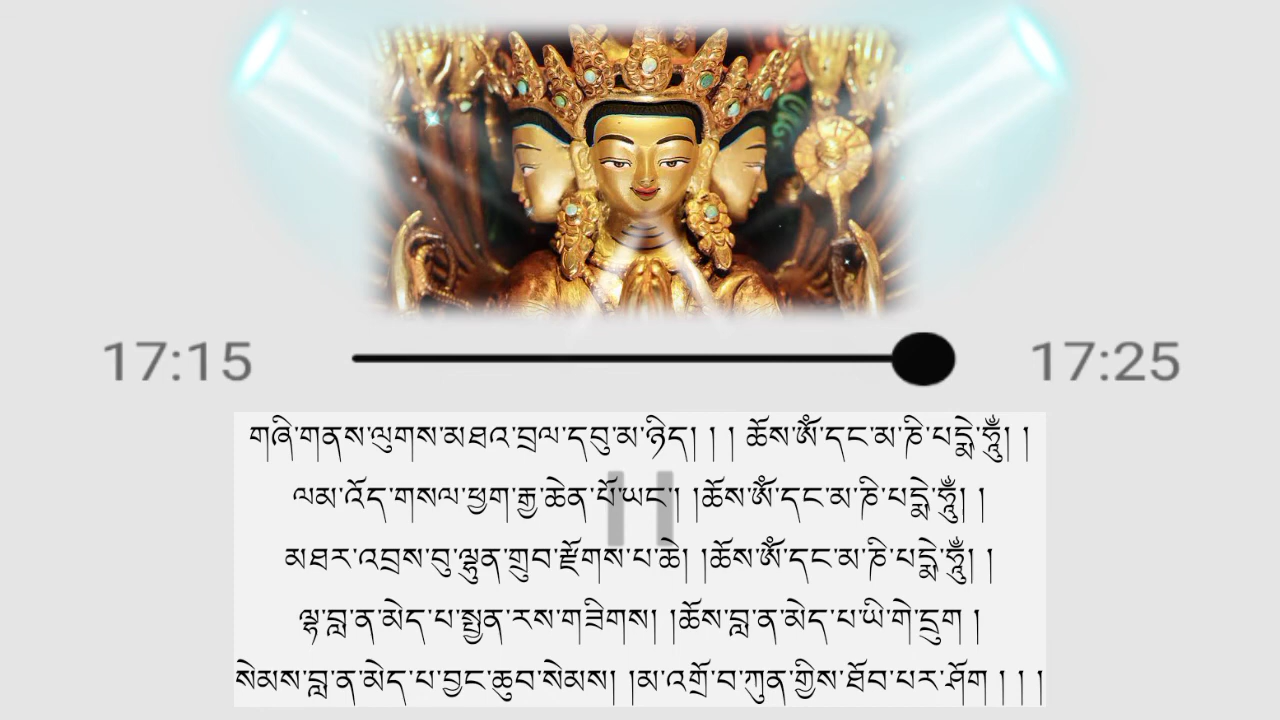 17:15
17:25
གཞི་གནས་ལུགས་མཐའ་བྲལ་དབུ་མ་ཉིད། ། ། ཆོས་ཨོཾ་དང་མ་ཎི་པདྨེ་ཧཱུྃ། །
ལམ་འོད་གསལ་ཕྱག་རྒྱ་ཆེན་པོ་ཡང་། །ཆོས་ཨོཾ་དང་མ་ཎི་པདྨེ་ཧཱུྃ། །
མཐར་འབྲས་བུ་ལྷུན་གྲུབ་རྫོགས་པ་ཆེ། །ཆོས་ཨོཾ་དང་མ་ཎི་པདྨེ་ཧཱུྃ། །
ལྷ་བླ་ན་མེད་པ་སྤྱན་རས་གཟིགས། །ཆོས་བླ་ན་མེད་པ་ཡི་གེ་དྲུག །
སེམས་བླ་ན་མེད་པ་བྱང་ཆུབ་སེམས། །མ་འགྲོ་བ་ཀུན་གྱིས་ཐོབ་པར་ཤོག ། ། །